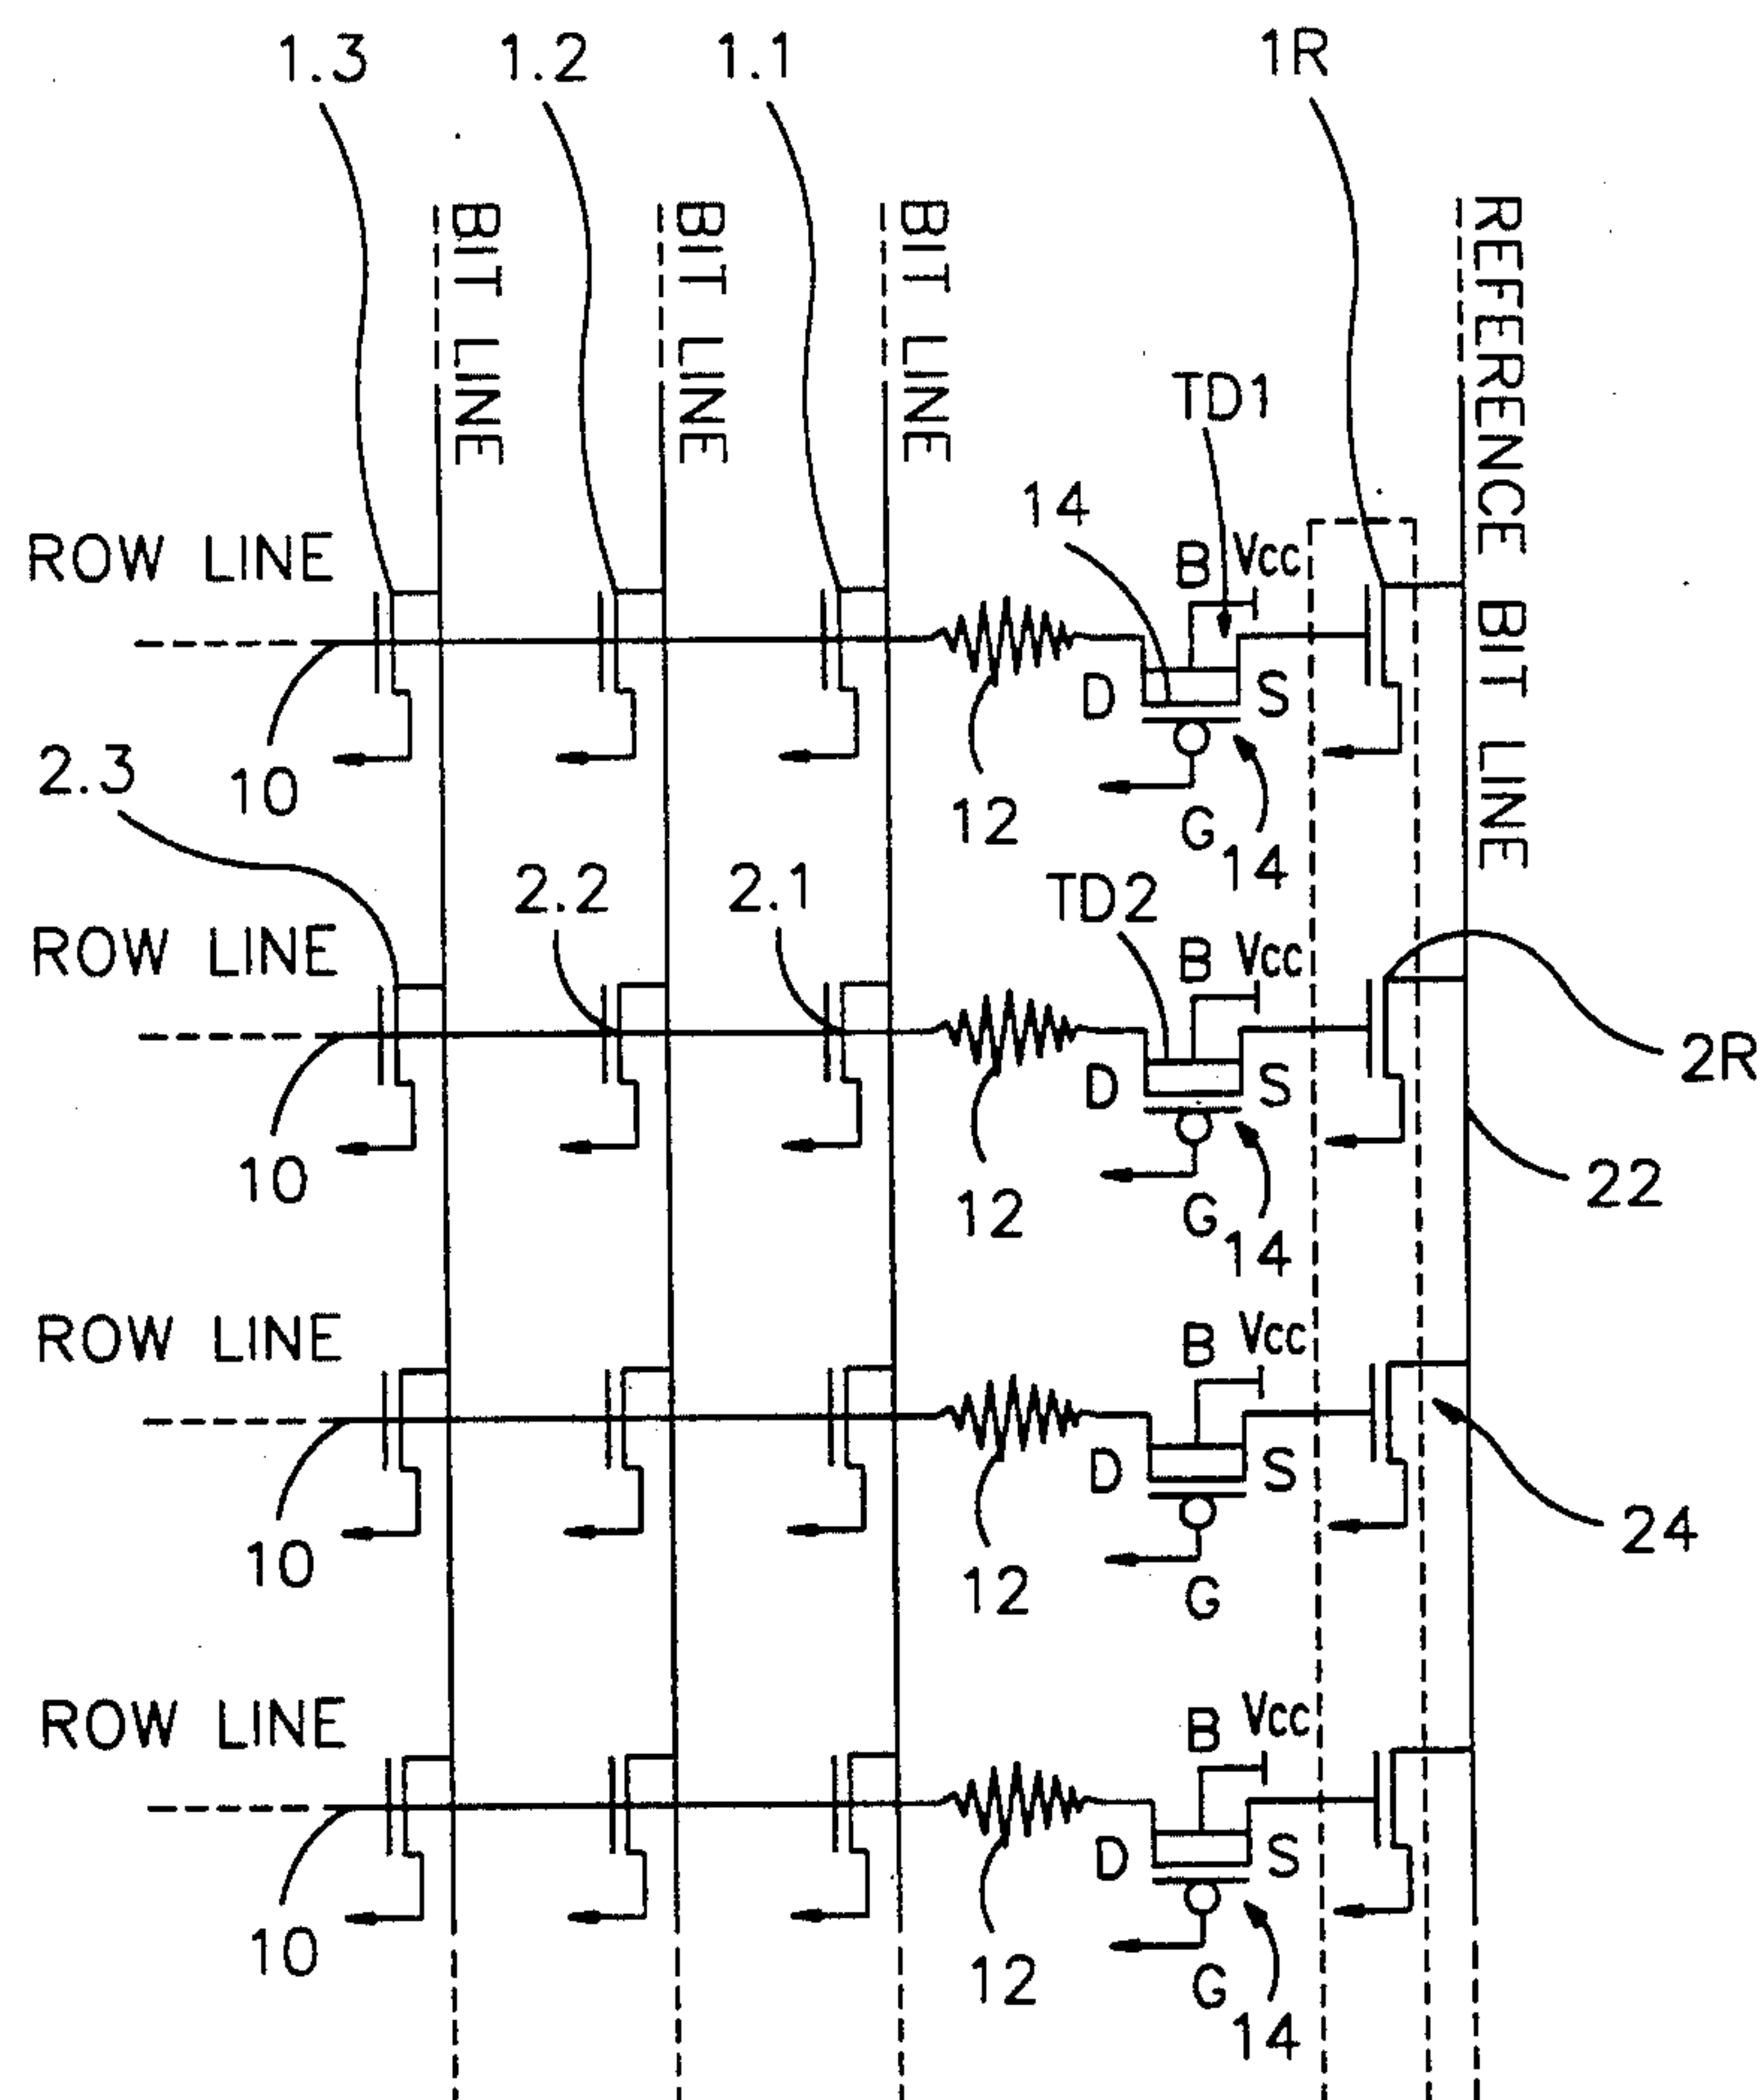 1.3
1.2
1.1
1R
BIT LINE
BIT LINE
BIT LINE
REFERENCE BIT LINE
TD1
14
ROW LINE
B
Vcc
D
S
10
12
G
14
2.3
2.2
2.1
TD2
ROW LINE
B
Vcc
D
S
2R
10
12
G
14
22
ROW LINE
B
Vcc
D
S
24
10
12
G
ROW LINE
B
Vcc
D
S
10
12
G
14